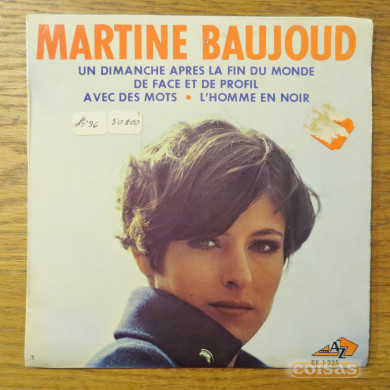 MARTINE BAUJOUD
UN DIMANCHE APRES LA FIN DU MONDE
DE FACE ET DE PROFIL
AVEC DES MOTS • L'HOMME EN NOIR
AZ
coisas